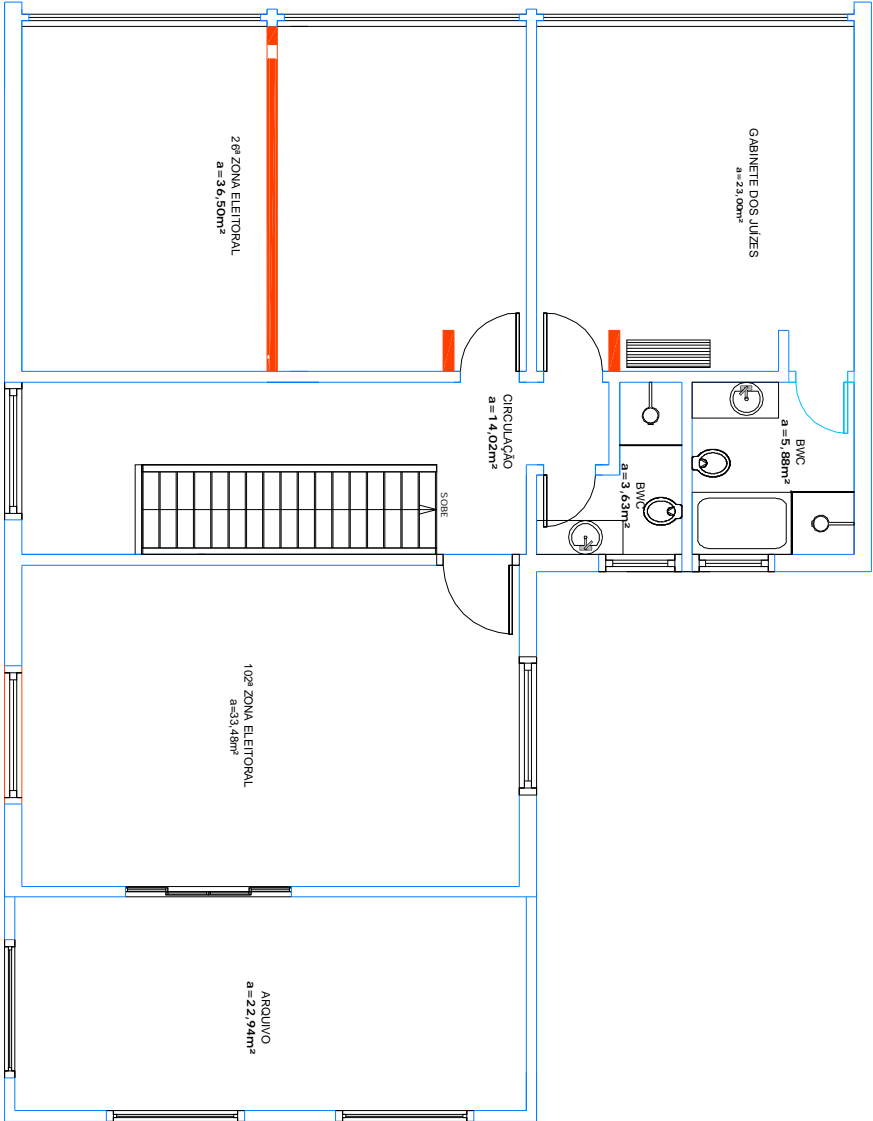 GABINETE DOS JUÍZES
a=23,00m²
26ª ZONA ELEITORAL
a=36,50m²
CIRCULAÇÃO
a=14,02m²
BWC
a=5,88m²
BWC
a=3,63m²
SOBE
102ª ZONA ELEITORAL
a=33,48m²
ARQUIVO
a=22,94m²